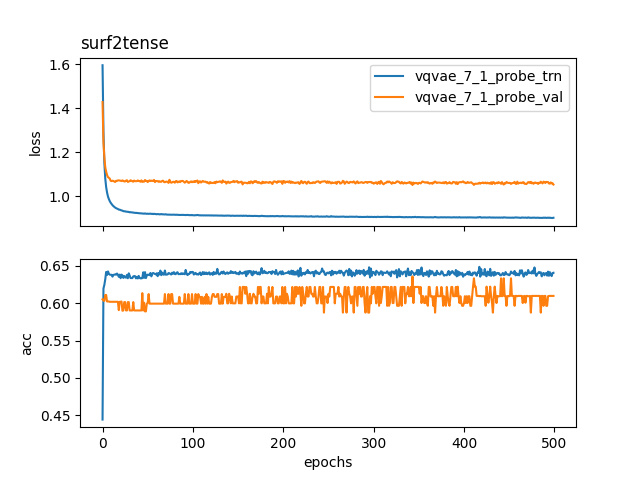 surf2tense
1.6
1.4
1.2
1.0
loss
vqvae_7_1_probe_trn
vqvae_7_1_probe_val
0.65
0.60
0.55
0.50
0.45
acc
0 100 200 300 400 500
epochs